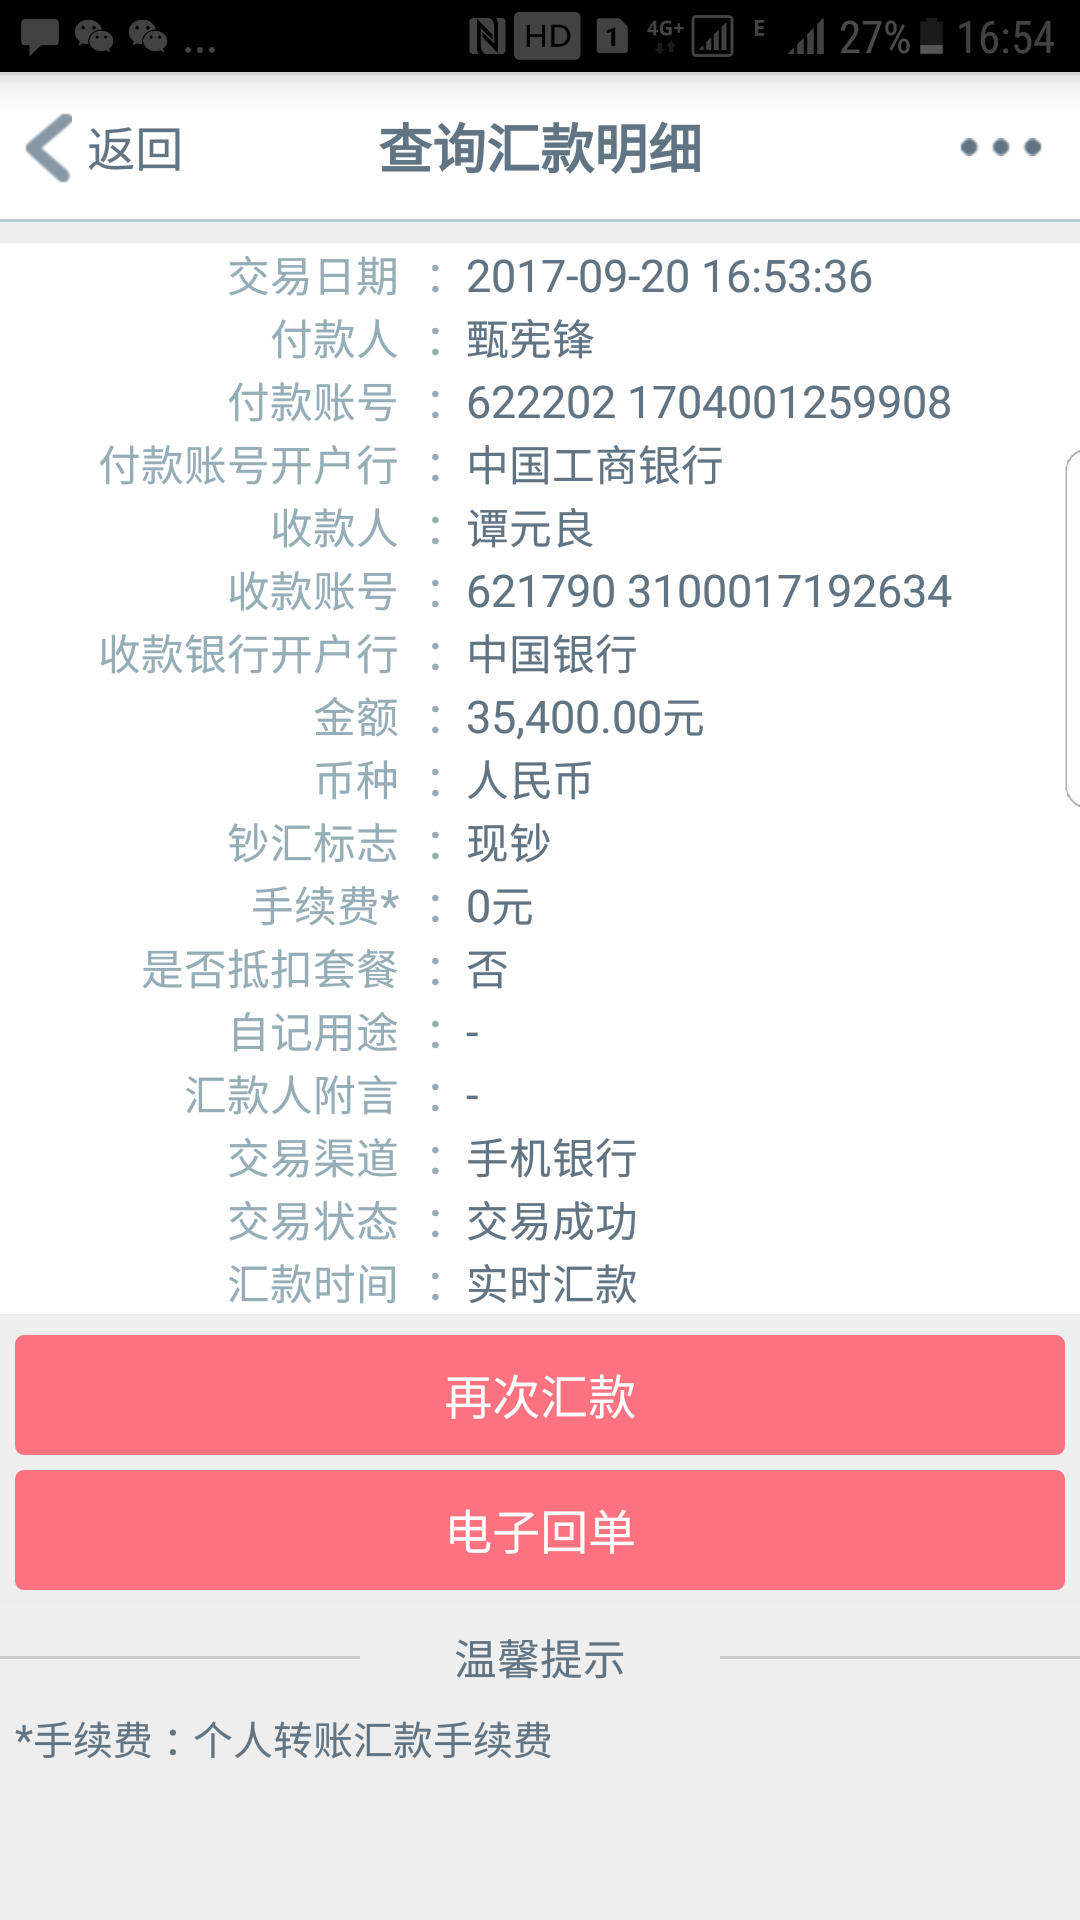 ... HD 1 4G+ E 27% 16:54
返回 查询汇款明细
交易日期 : 2017-09-20 16:53:36
付款人 : 甄宪锋
付款账号 : 622202 1704001259908
付款账号开户行 : 中国工商银行
收款人 : 谭元良
收款账号 : 621790 3100017192634
收款银行开户行 : 中国银行
金额 : 35,400.00元
币种 : 人民币
钞汇标志 : 现钞
手续费* : 0元
是否抵扣套餐 : 否
自记用途 : -
汇款人附言 : -
交易渠道 : 手机银行
交易状态 : 交易成功
汇款时间 : 实时汇款
再次汇款
电子回单
温馨提示
*手续费：个人转账汇款手续费